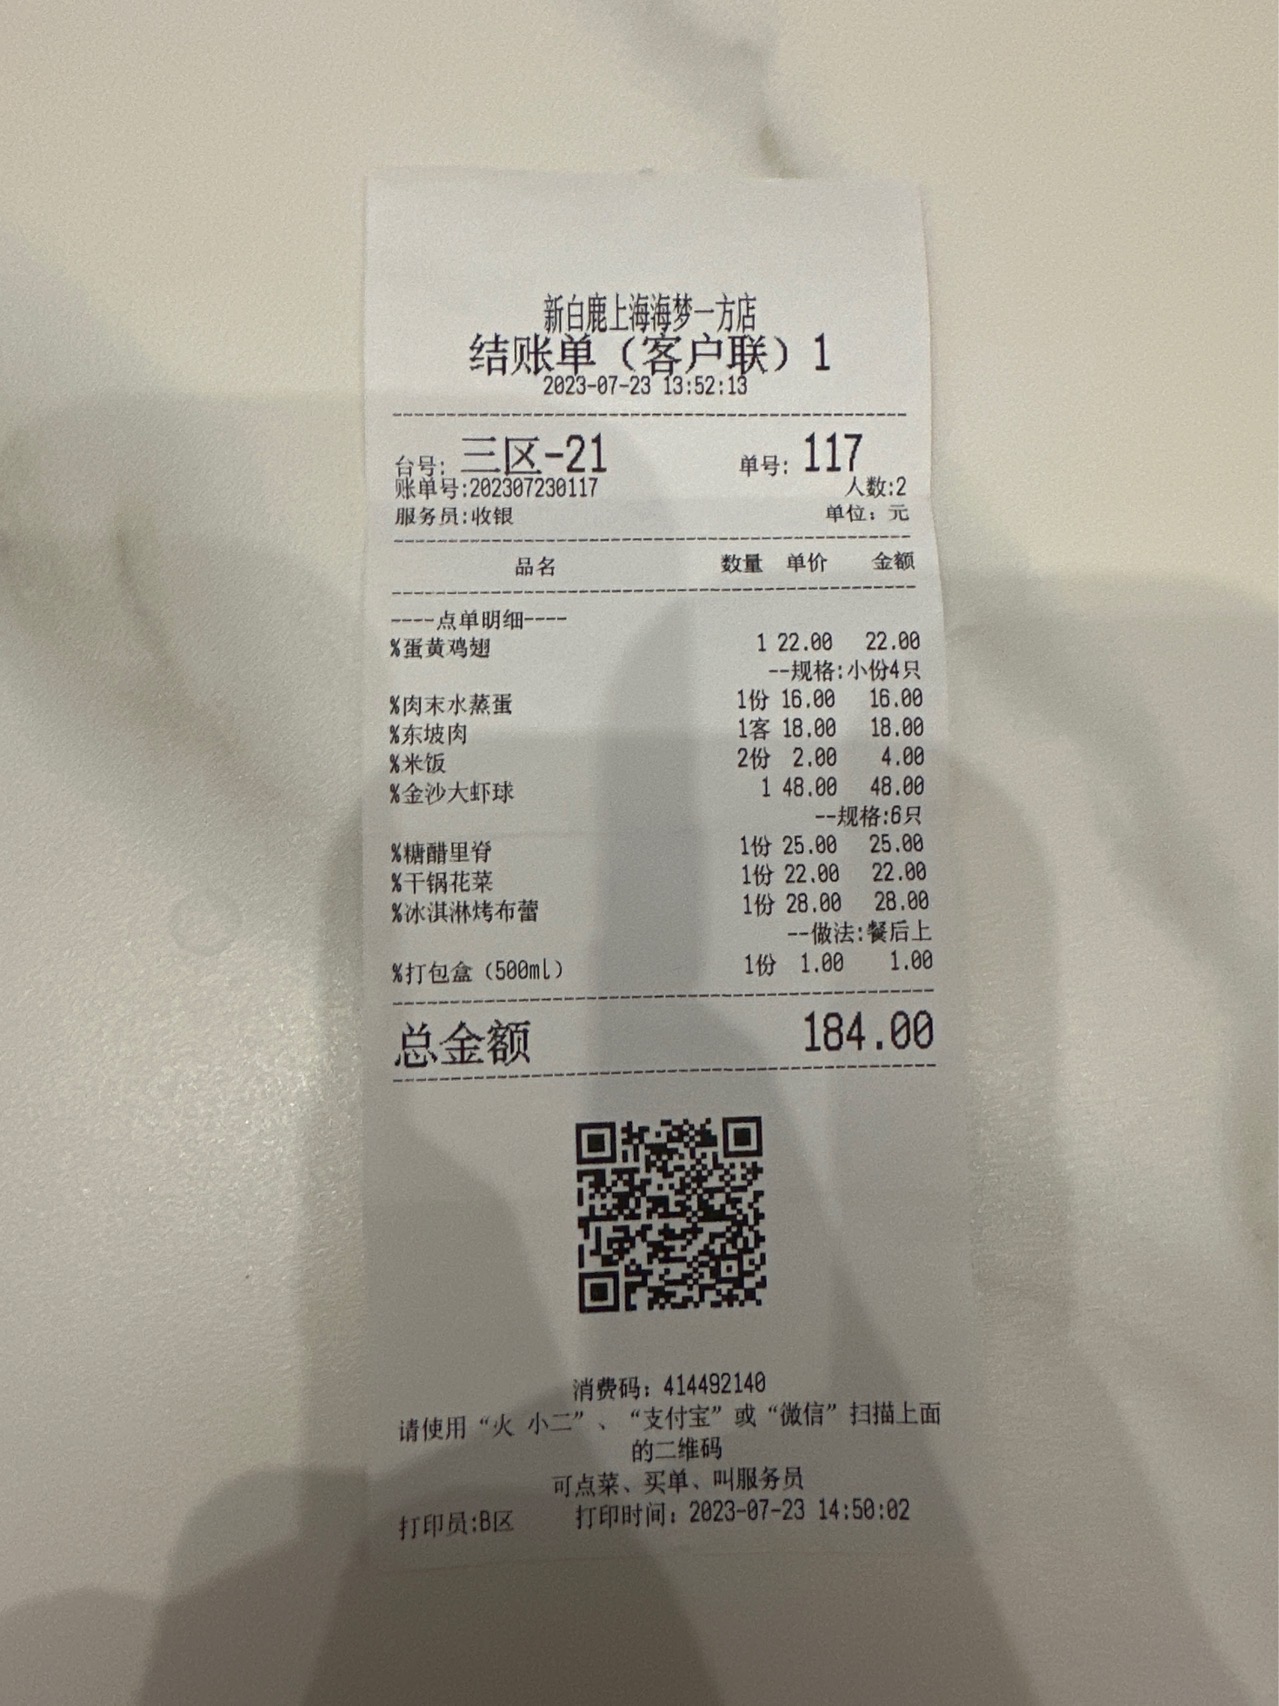 新白鹿上海海梦一方店
结账单（客户联）1
2023-07-23 13:52:13
台号: 三区-21 单号: 117
账单号:202307230117 人数:2
服务员:收银 单位: 元
品名 数量 单价 金额
----点单明细----
%蛋黄鸡翅 1 22.00 22.00
--规格:小份4只
%肉末水蒸蛋 1份 16.00 16.00
%东坡肉 1客 18.00 18.00
%米饭 2份 2.00 4.00
%金沙大虾球 1 48.00 48.00
--规格:6只
%糖醋里脊 1份 25.00 25.00
%干锅花菜 1份 22.00 22.00
%冰淇淋烤布蕾 1份 28.00 28.00
--做法:餐后上
%打包盒（500ml） 1份 1.00 1.00
总金额 184.00
消费码: 414492140
请使用“火 小二”、“支付宝”或“微信”扫描上面
的二维码
可点菜、买单、叫服务员
打印员:B区 打印时间: 2023-07-23 14:50:02